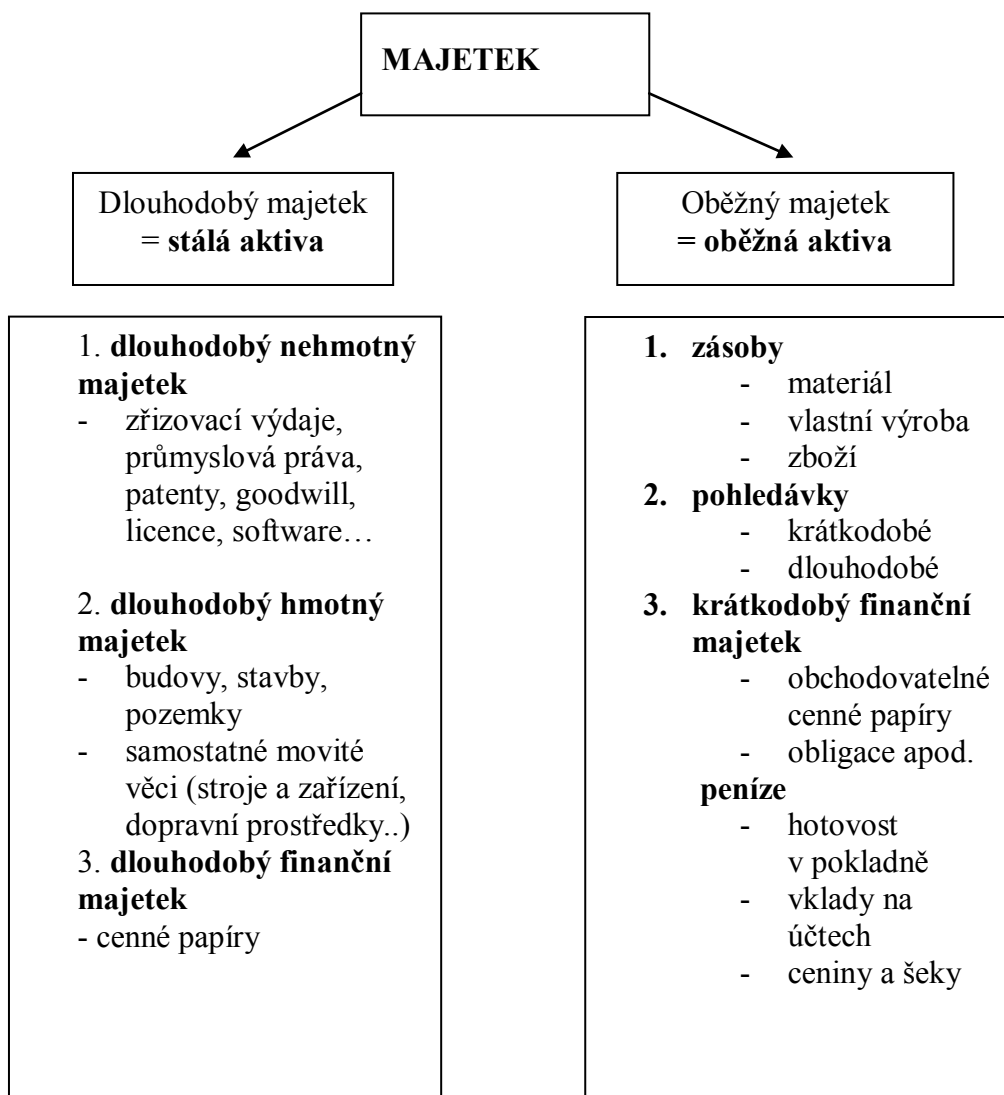 MAJETEK
Dlouhodobý majetek
= stálá aktiva
Oběžný majetek
= oběžná aktiva
1. dlouhodobý nehmotný
majetek
- zřizovací výdaje,
průmyslová práva,
patenty, goodwill,
licence, software…
2. dlouhodobý hmotný
majetek
- budovy, stavby,
pozemky
- samostatné movité
věci (stroje a zařízení,
dopravní prostředky..)
3. dlouhodobý finanční
majetek
- cenné papíry
1. zásoby
- materiál
- vlastní výroba
- zboží
2. pohledávky
- krátkodobé
- dlouhodobé
3. krátkodobý finanční
majetek
- obchodovatelné
cenné papíry
- obligace apod.
peníze
- hotovost
v pokladně
- vklady na
účtech
- ceniny a šeky